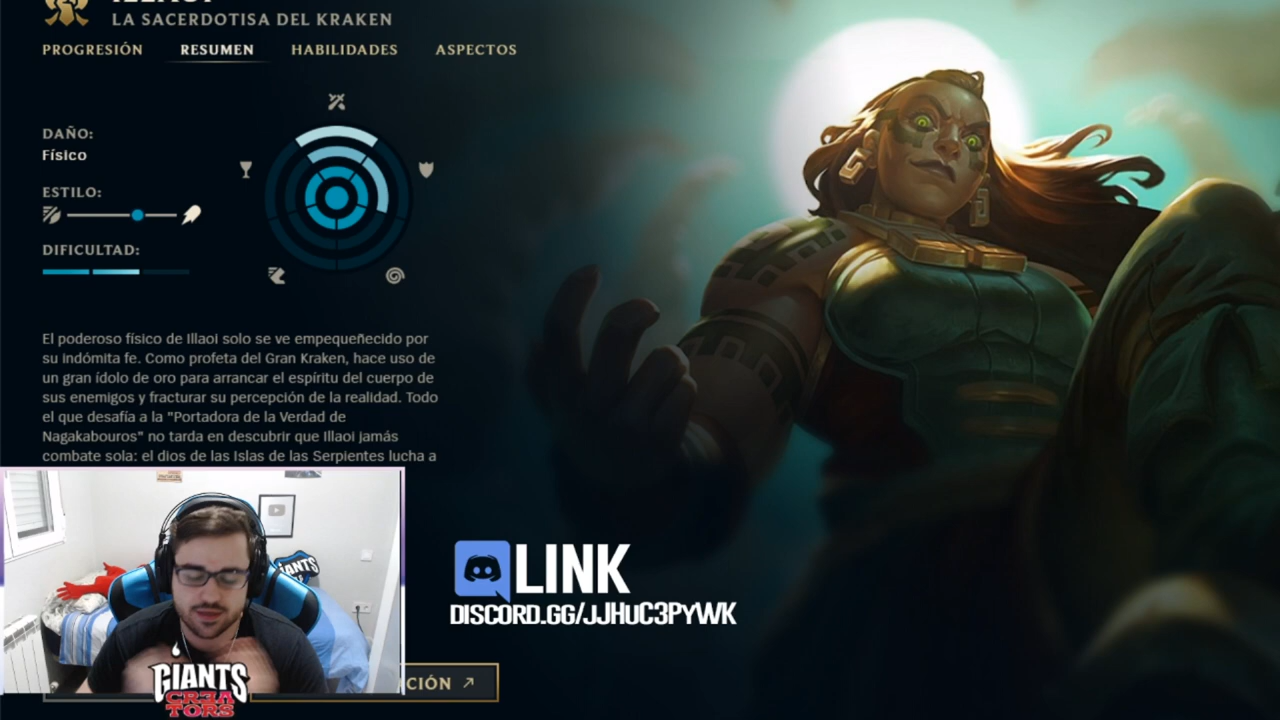 LA SACERDOTISA DEL KRAKEN
PROGRESIÓN RESUMEN HABILIDADES ASPECTOS
DAÑO:
Físico
ESTILO:
DIFICULTAD:
El poderoso físico de Illaoi solo se ve empequeñecido por
su indómita fe. Como profeta del Gran Kraken, hace uso de
un gran ídolo de oro para arrancar el espíritu del cuerpo de
sus enemigos y fracturar su percepción de la realidad. Todo
el que desafía a la "Portadora de la Verdad de
Nagakabouros" no tarda en descubrir que Illaoi jamás
combate sola: el dios de las Islas de las Serpientes lucha a
LINK
DISCORD.GG/JJHUC3PYWK
GIANTS
CR3A
TORS
CIÓN